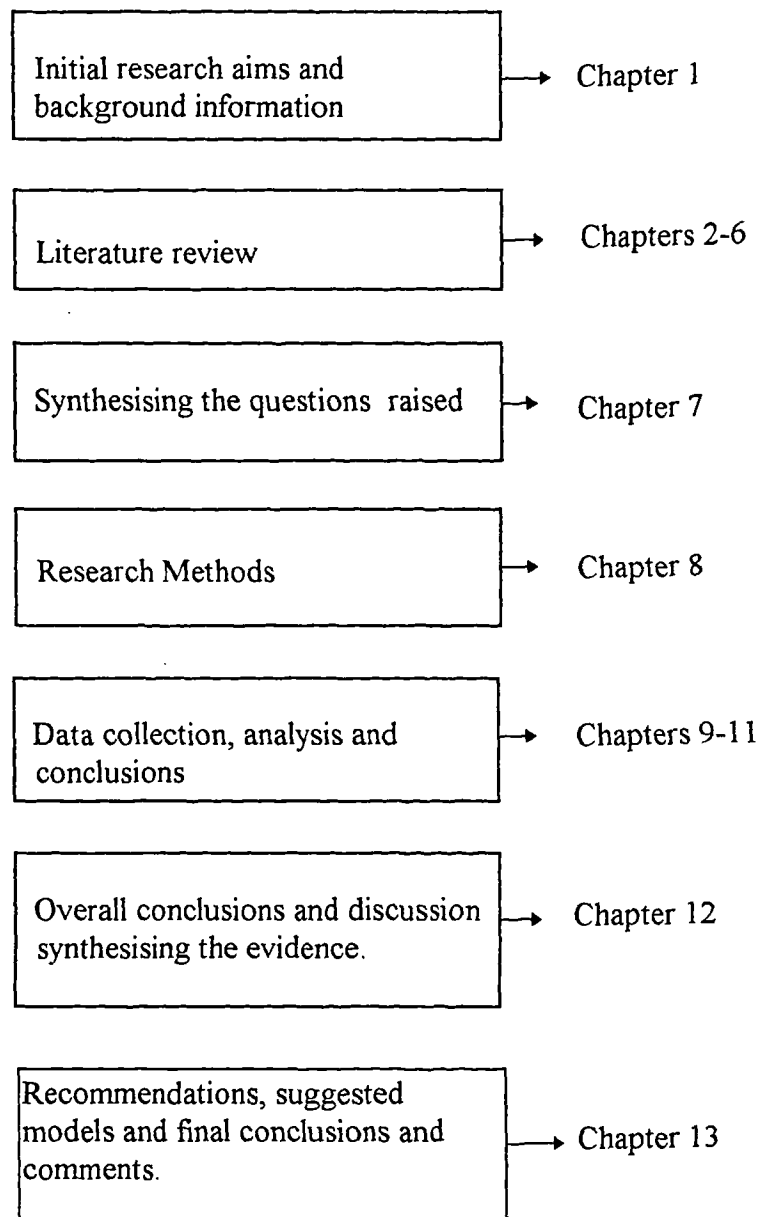 Initial research aims and
background information
Chapter 1
Literature review
Chapters 2-6
Synthesising the questions raised
Chapter 7
Research Methods
Chapter 8
Data collection, analysis and
conclusions
Chapters 9-11
Overall conclusions and discussion
synthesising the evidence.
Chapter 12
Recommendations, suggested
models and final conclusions and
comments.
Chapter 13